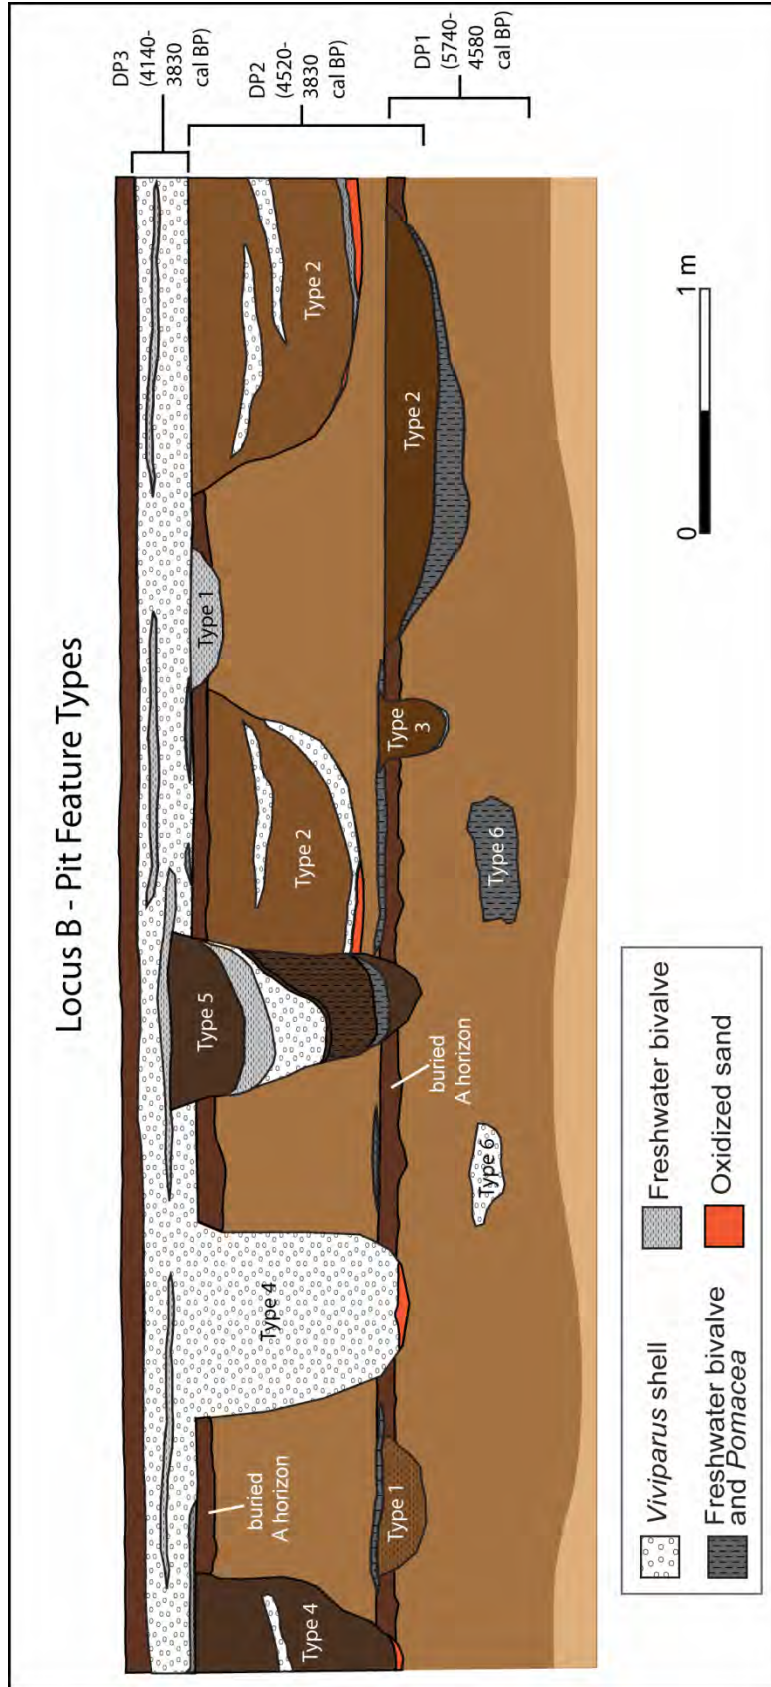 Locus B - Pit Feature Types
DP3
(4140-
3830
cal BP)
DP2
(4520-
3830
cal BP)
DP1
(5740-
4580
cal BP)
Type 4
buried
A horizon
Type 1
Type 4
Type 6
buried
A horizon
Type 5
Type 2
Type 6
Type
3
Type 1
Type 2
Type 2
Viviparus shell
Freshwater bivalve
Freshwater bivalve
and Pomacea
Oxidized sand
0
1 m